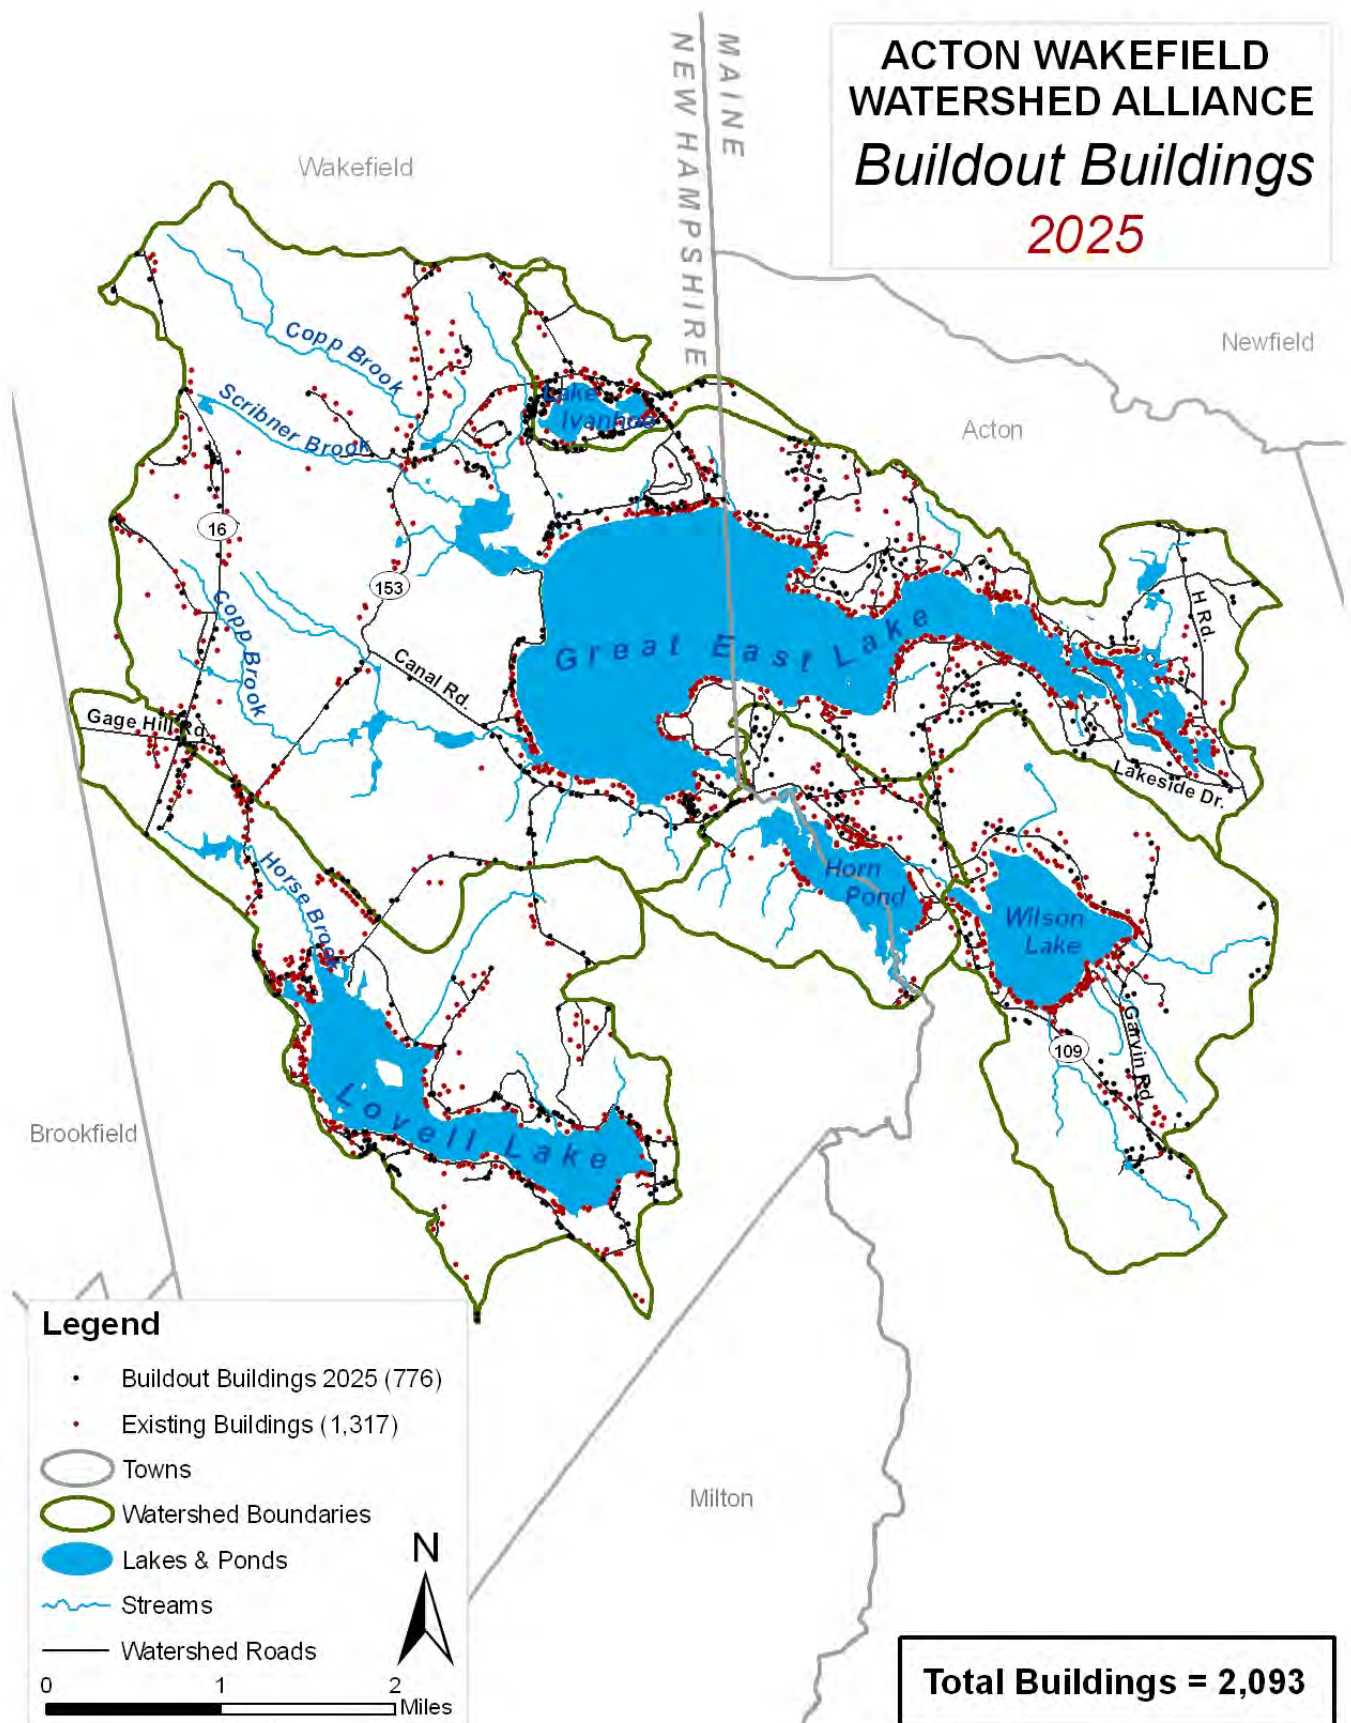 ACTON WAKEFIELD
WATERSHED ALLIANCE
Buildout Buildings
2025
MAINE
NEW HAMPSHIRE
Wakefield
Newfield
Acton
Copp Brook
Scribner Brook
Lake
Ivanhoe
16
153
Copp Brook
Great East Lake
H Rd.
Canal Rd.
Gage Hill Rd.
Lakeside Dr.
Horse Brook
Horn
Pond
Wilson
Lake
109
Garvin Rd
Lovell Lake
Brookfield
Milton
Legend
Buildout Buildings 2025 (776)
Existing Buildings (1,317)
Towns
Watershed Boundaries
Lakes & Ponds
Streams
Watershed Roads
N
0 1 2
Miles
Total Buildings = 2,093